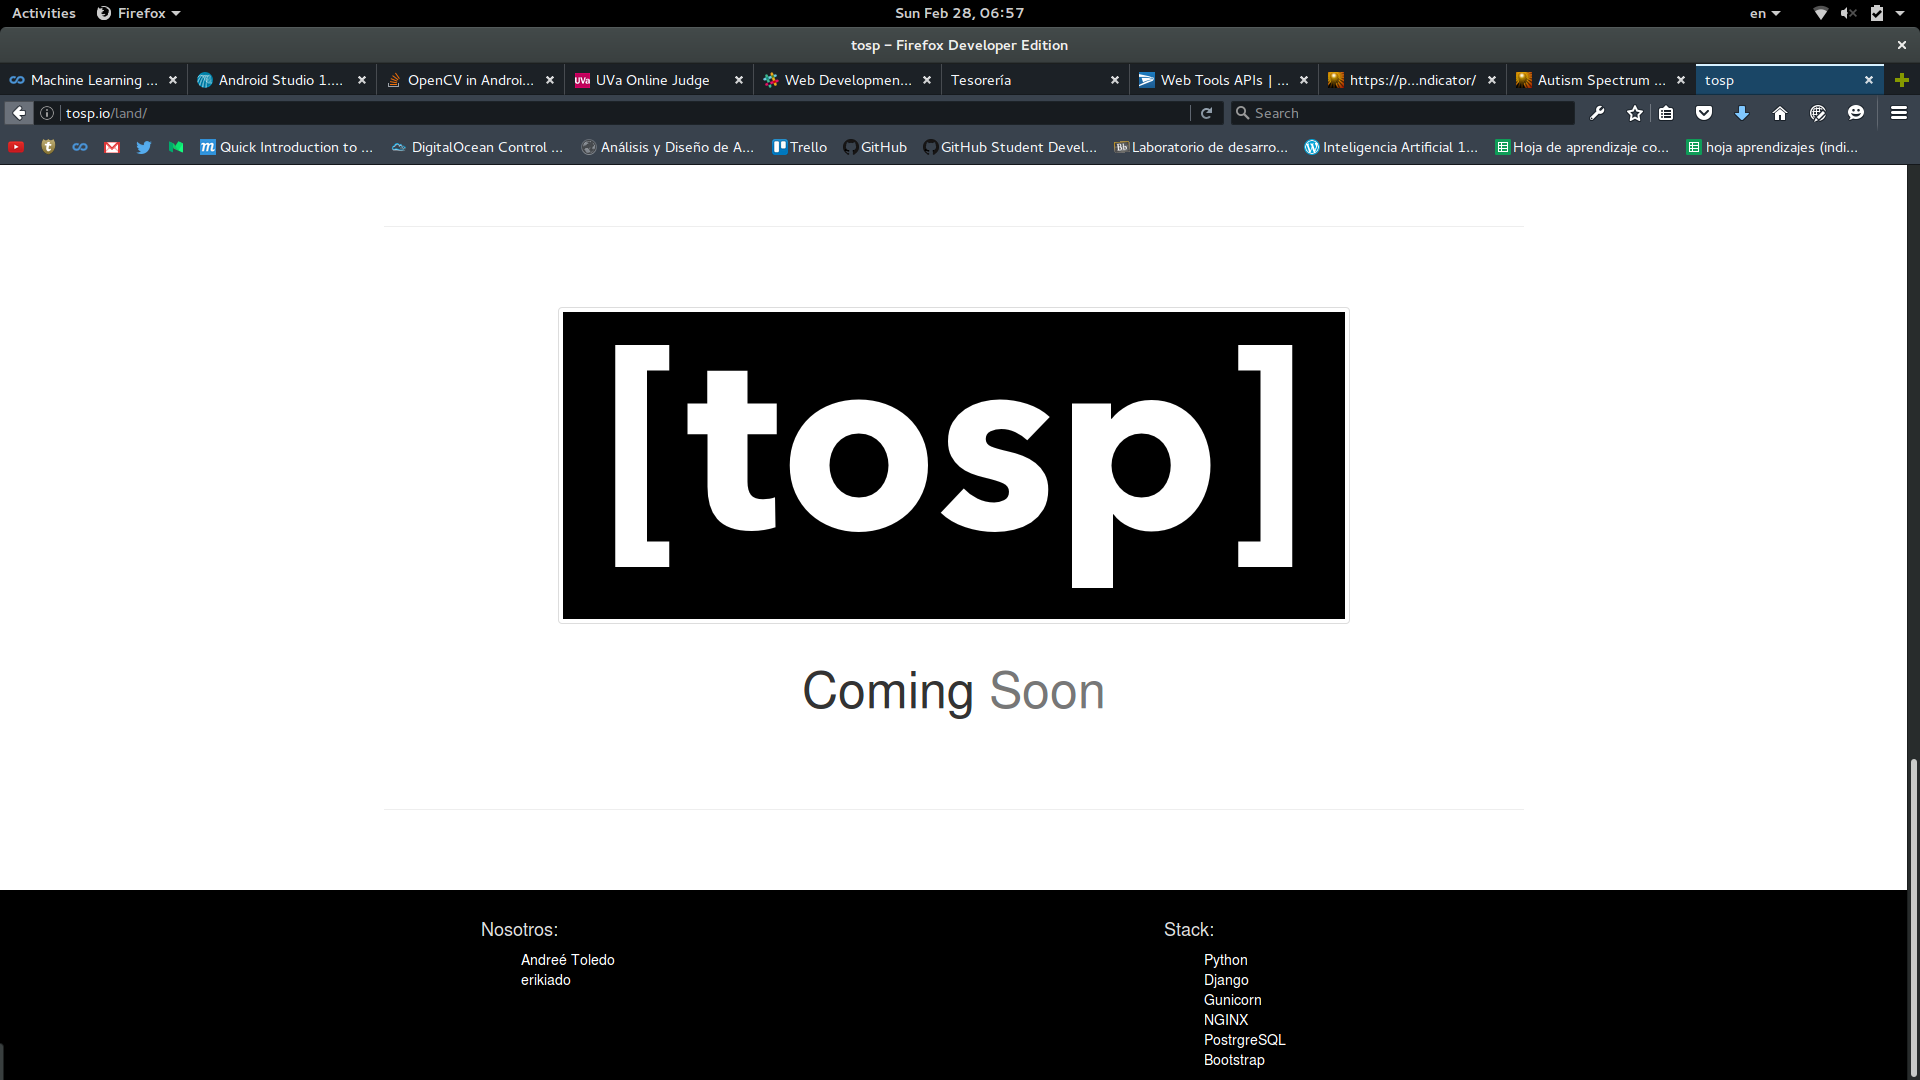 Activities Firefox Sun Feb 28, 06:57 en
tosp – Firefox Developer Edition
Machine Learning ... Android Studio 1.... OpenCV in Androi... UVa UVa Online Judge Web Developmen... Tesorería Web Tools APIs | ... https://p...ndicator/ Autism Spectrum ... tosp
tosp.io/land/ Search
Quick Introduction to ... DigitalOcean Control ... Análisis y Diseño de A... Trello GitHub GitHub Student Devel... Bb Laboratorio de desarro... Inteligencia Artificial 1... Hoja de aprendizaje co... hoja aprendizajes (indi...
[tosp]
Coming Soon
Nosotros:
Andreé Toledo
erikiado
Stack:
Python
Django
Gunicorn
NGINX
PostrgreSQL
Bootstrap